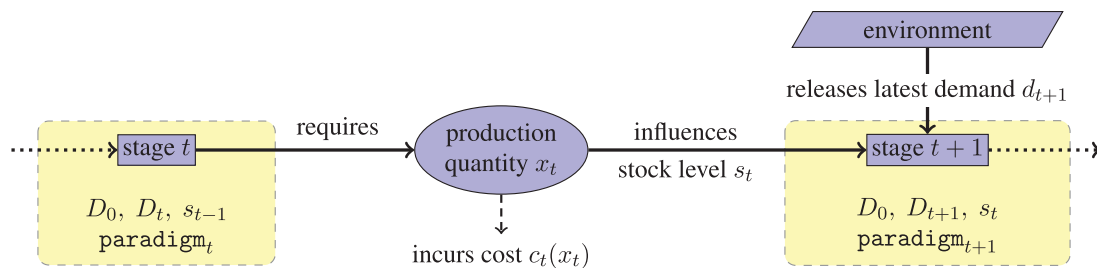 environment
releases latest demand d_{t+1}
requires
production
quantity x_t
influences
stock level s_t
stage t
stage t + 1
D_0, D_t, s_{t−1}
paradigm_t
D_0, D_{t+1}, s_t
paradigm_{t+1}
incurs cost c_t(x_t)